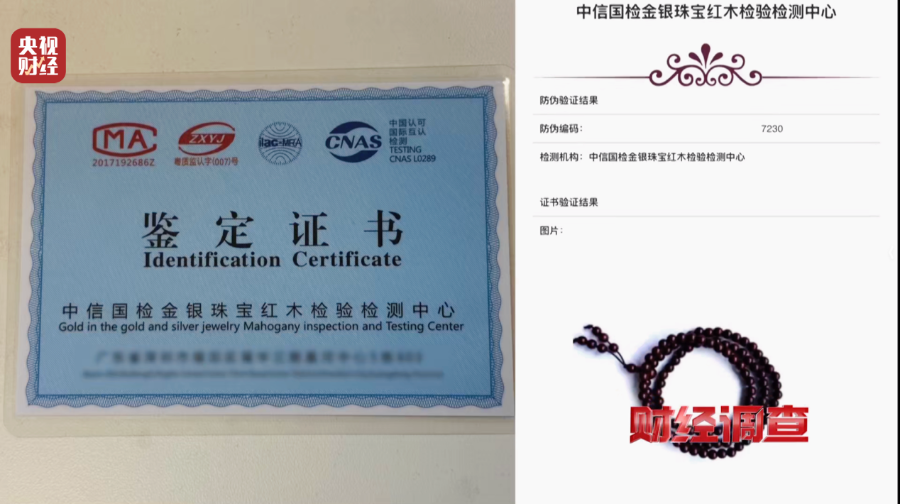 央视
财经
CMA
2017192686Z
ZXYJ
粤质监认字(007)号
ilac-MRA
CNAS
中国认可
国际互认
检测
TESTING
CNAS L0289
鉴定证书
Identification Certificate
中信国检金银珠宝红木检验检测中心
Gold in the gold and silver jewelry Mahogany inspection and Testing Center
中信国检金银珠宝红木检验检测中心
防伪验证结果
防伪编码： 7230
检测机构：中信国检金银珠宝红木检验检测中心
证书验证结果
图片：
财经调查